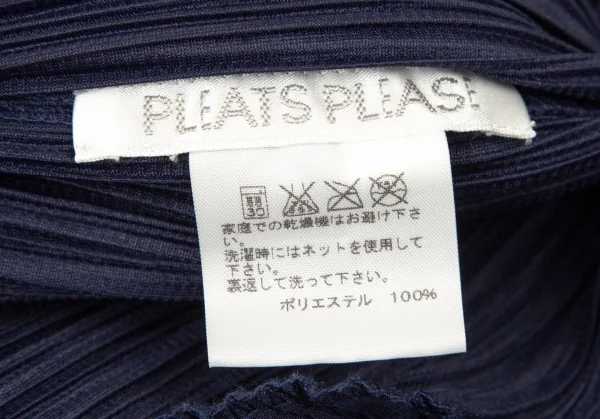 PLEATS PLEASE
30
家庭での乾燥機はお避け下さ
い。
洗濯時にはネットを使用して
下さい。
裏返して洗って下さい。
ポリエステル 100%